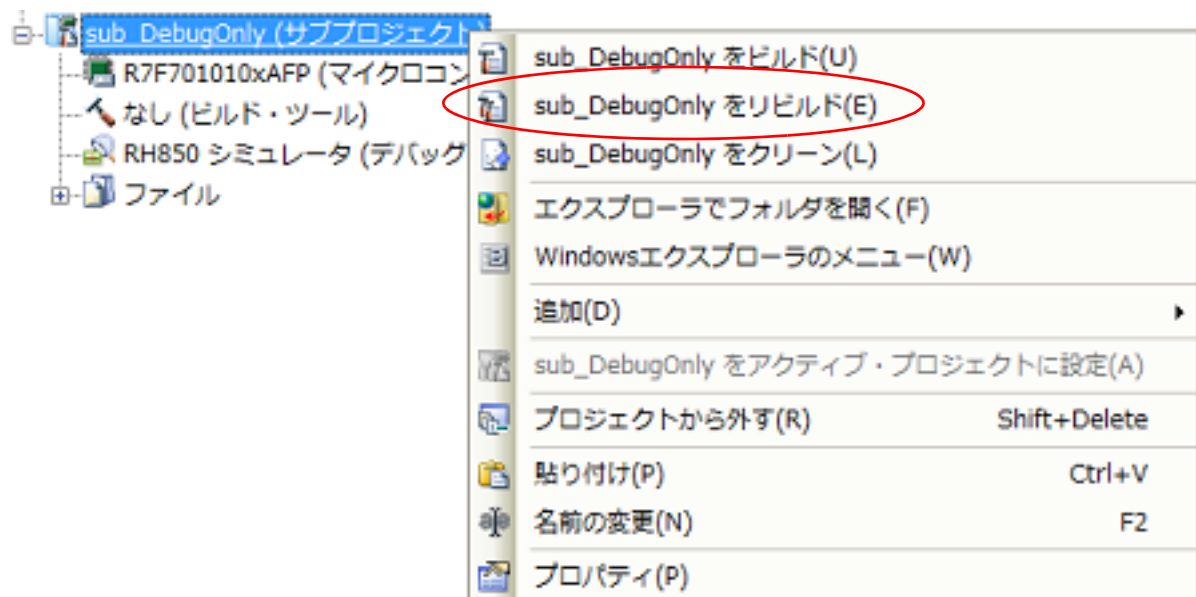 sub_DebugOnly (サブプロジェクト)
R7F701010xAFP (マイクロコン
なし (ビルド・ツール)
RH850 シミュレータ (デバッグ
ファイル
sub_DebugOnly をビルド(U)
sub_DebugOnly をリビルド(E)
sub_DebugOnly をクリーン(L)
エクスプローラでフォルダを開く(F)
Windowsエクスプローラのメニュー(W)
追加(D)
sub_DebugOnly をアクティブ・プロジェクトに設定(A)
プロジェクトから外す(R) Shift+Delete
貼り付け(P) Ctrl+V
名前の変更(N) F2
プロパティ(P)